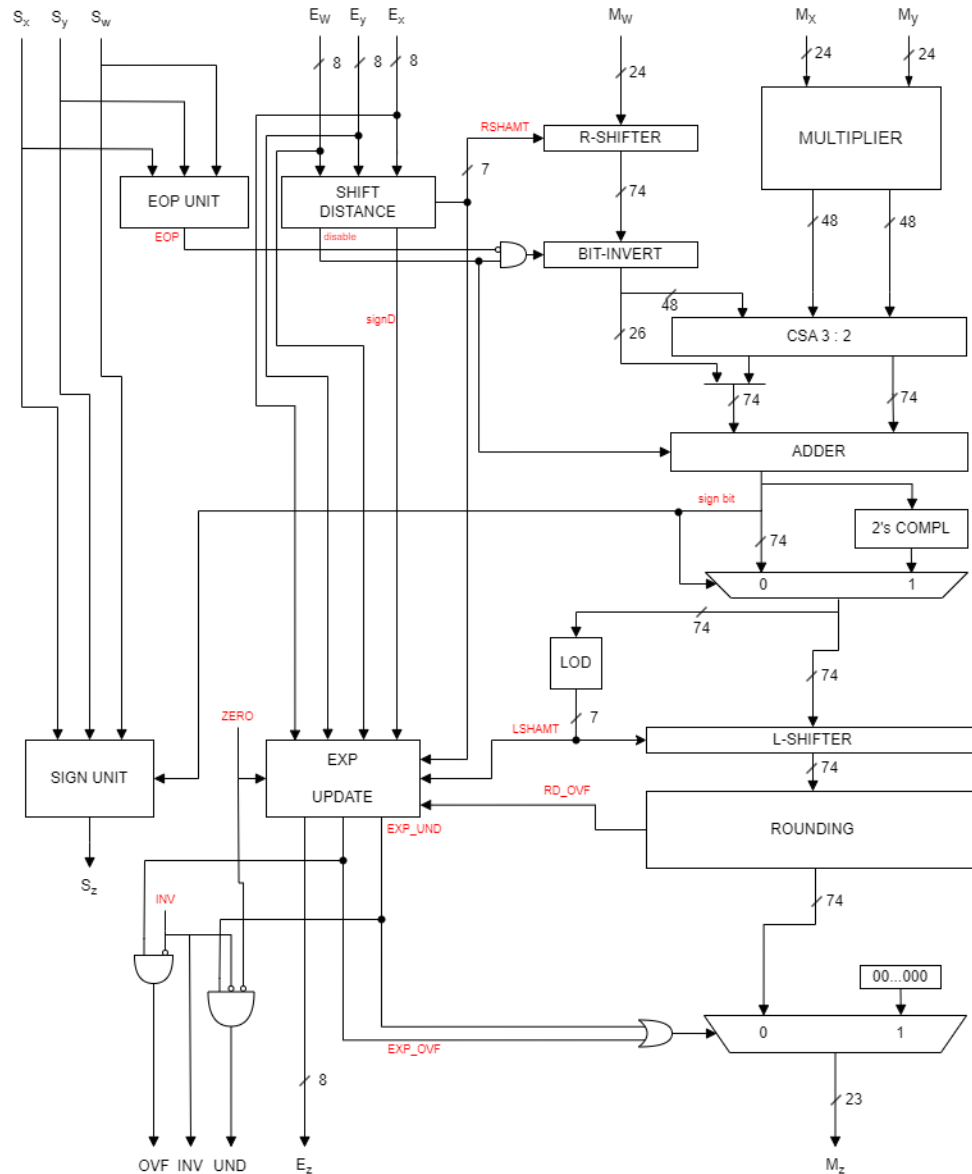 Sx Sy Sw EW Ey Ex MW MX My
8 8 8 24 24 24
RSHAMT R-SHIFTER MULTIPLIER
7
EOP UNIT SHIFT DISTANCE 74
48 48
EOP disable
BIT-INVERT
48
signD 26 CSA 3 : 2
74 74
ADDER
sign bit
74 2's COMPL
0 1
74
LOD 74
ZERO 7
LSHAMT L-SHIFTER
SIGN UNIT EXP UPDATE 74
RD_OVF
EXP_UND ROUNDING
Sz
INV 74
00...000
0 1
EXP_OVF
8 23
OVF INV UND Ez Mz